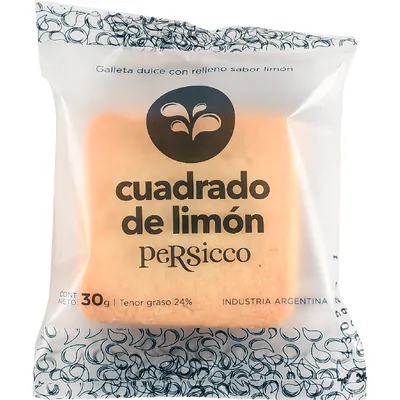 Galleta dulce con relleno sabor limón
cuadrado
de limón
peRsicco
CONT
NETO: 30g | Tenor graso 24%
INDUSTRIA ARGENTINA